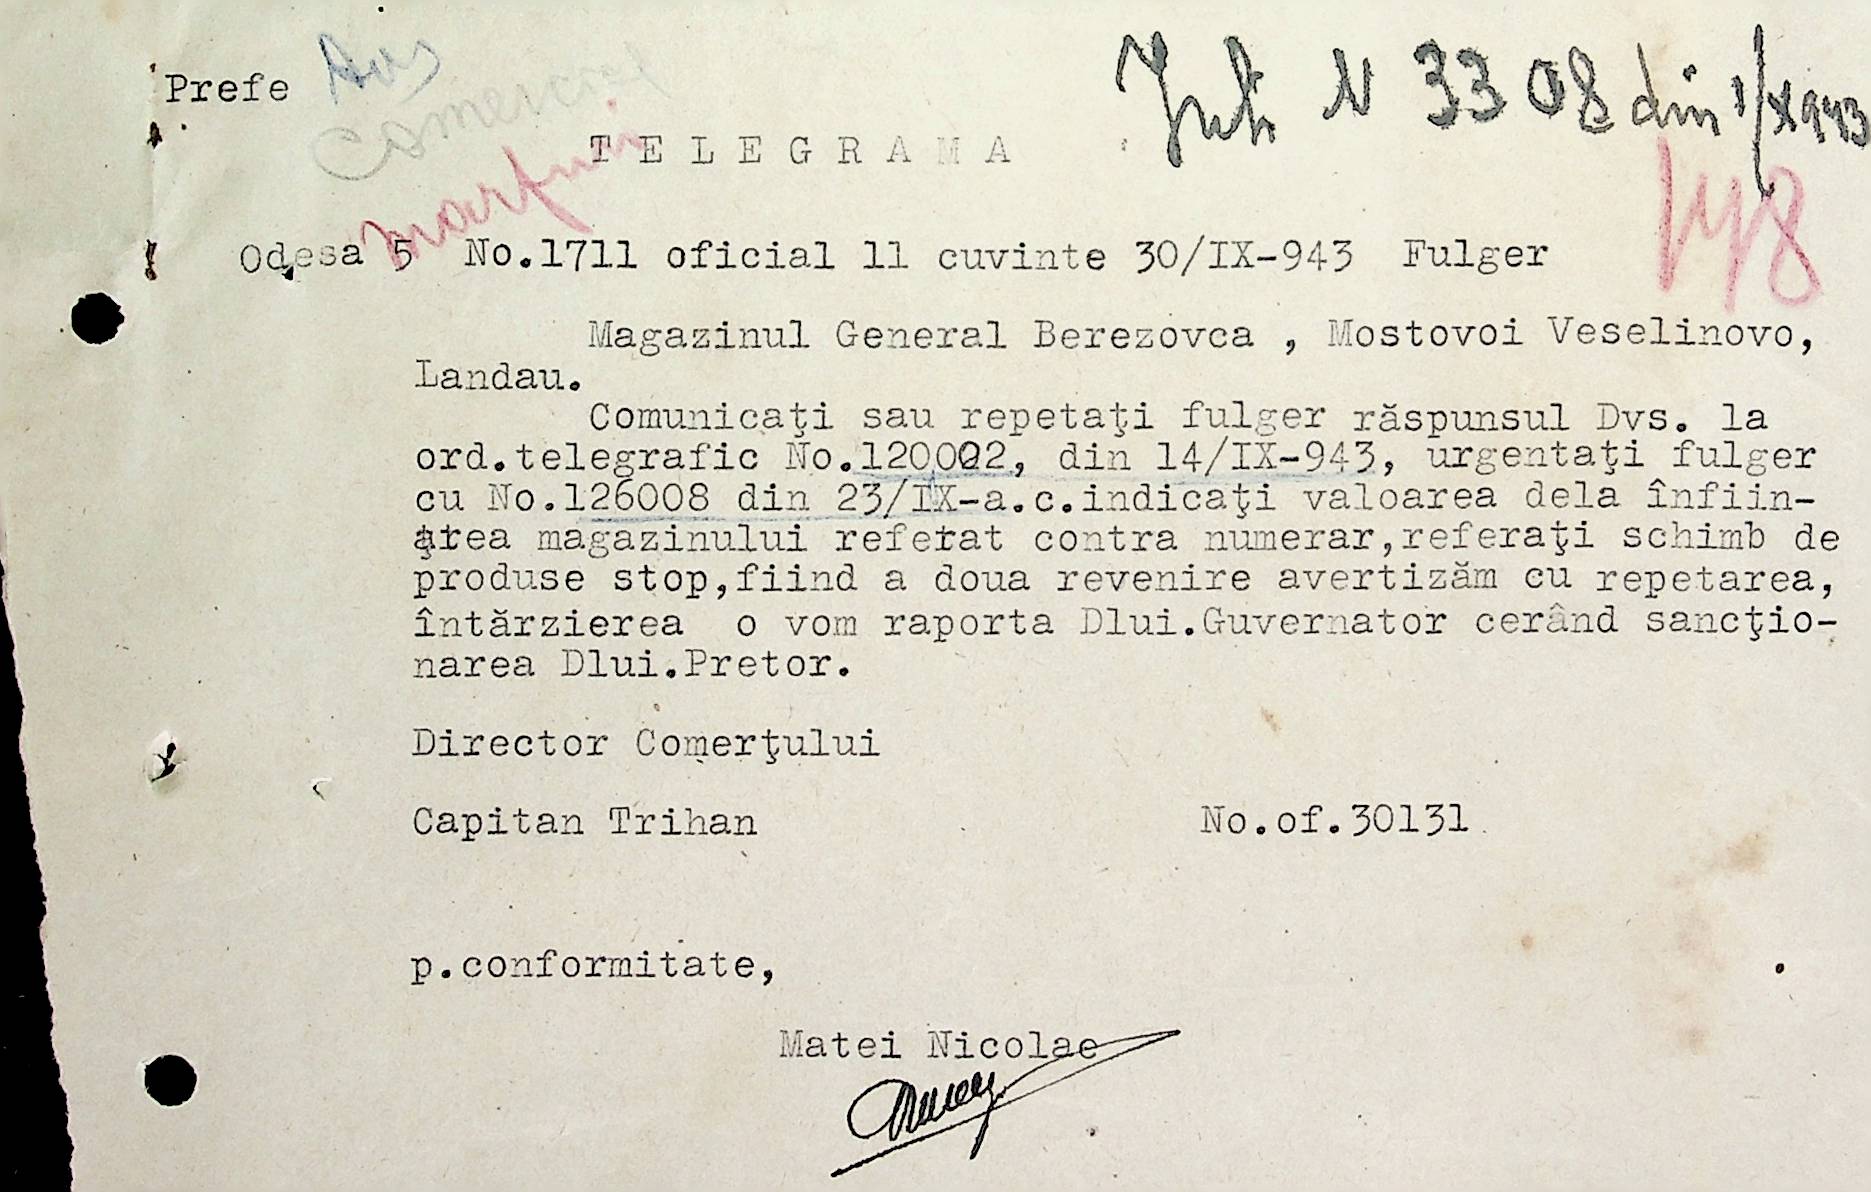 Prefe
Comercial
mărfuri
N 3308 din 1/X 943
TELEGRAMA
148
Odesa 5 No.1711 oficial 11 cuvinte 30/IX-943 Fulger
Magazinul General Berezovca , Mostovoi Veselinovo,
Landau.
Comunicaţi sau repetaţi fulger răspunsul Dvs. la
ord.telegrafic No.120002, din 14/IX-943, urgentaţi fulger
cu No.126008 din 23/IX-a.c.indicaţi valoarea dela înfiin-
ţarea magazinului referat contra numerar,referaţi schimb de
produse stop,fiind a doua revenire avertizăm cu repetarea,
întărzierea o vom raporta Dlui.Guvernator cerând sancţio-
narea Dlui.Pretor.
Director Comerţului
Capitan Trihan No.of.30131
p.conformitate,
Matei Nicolae